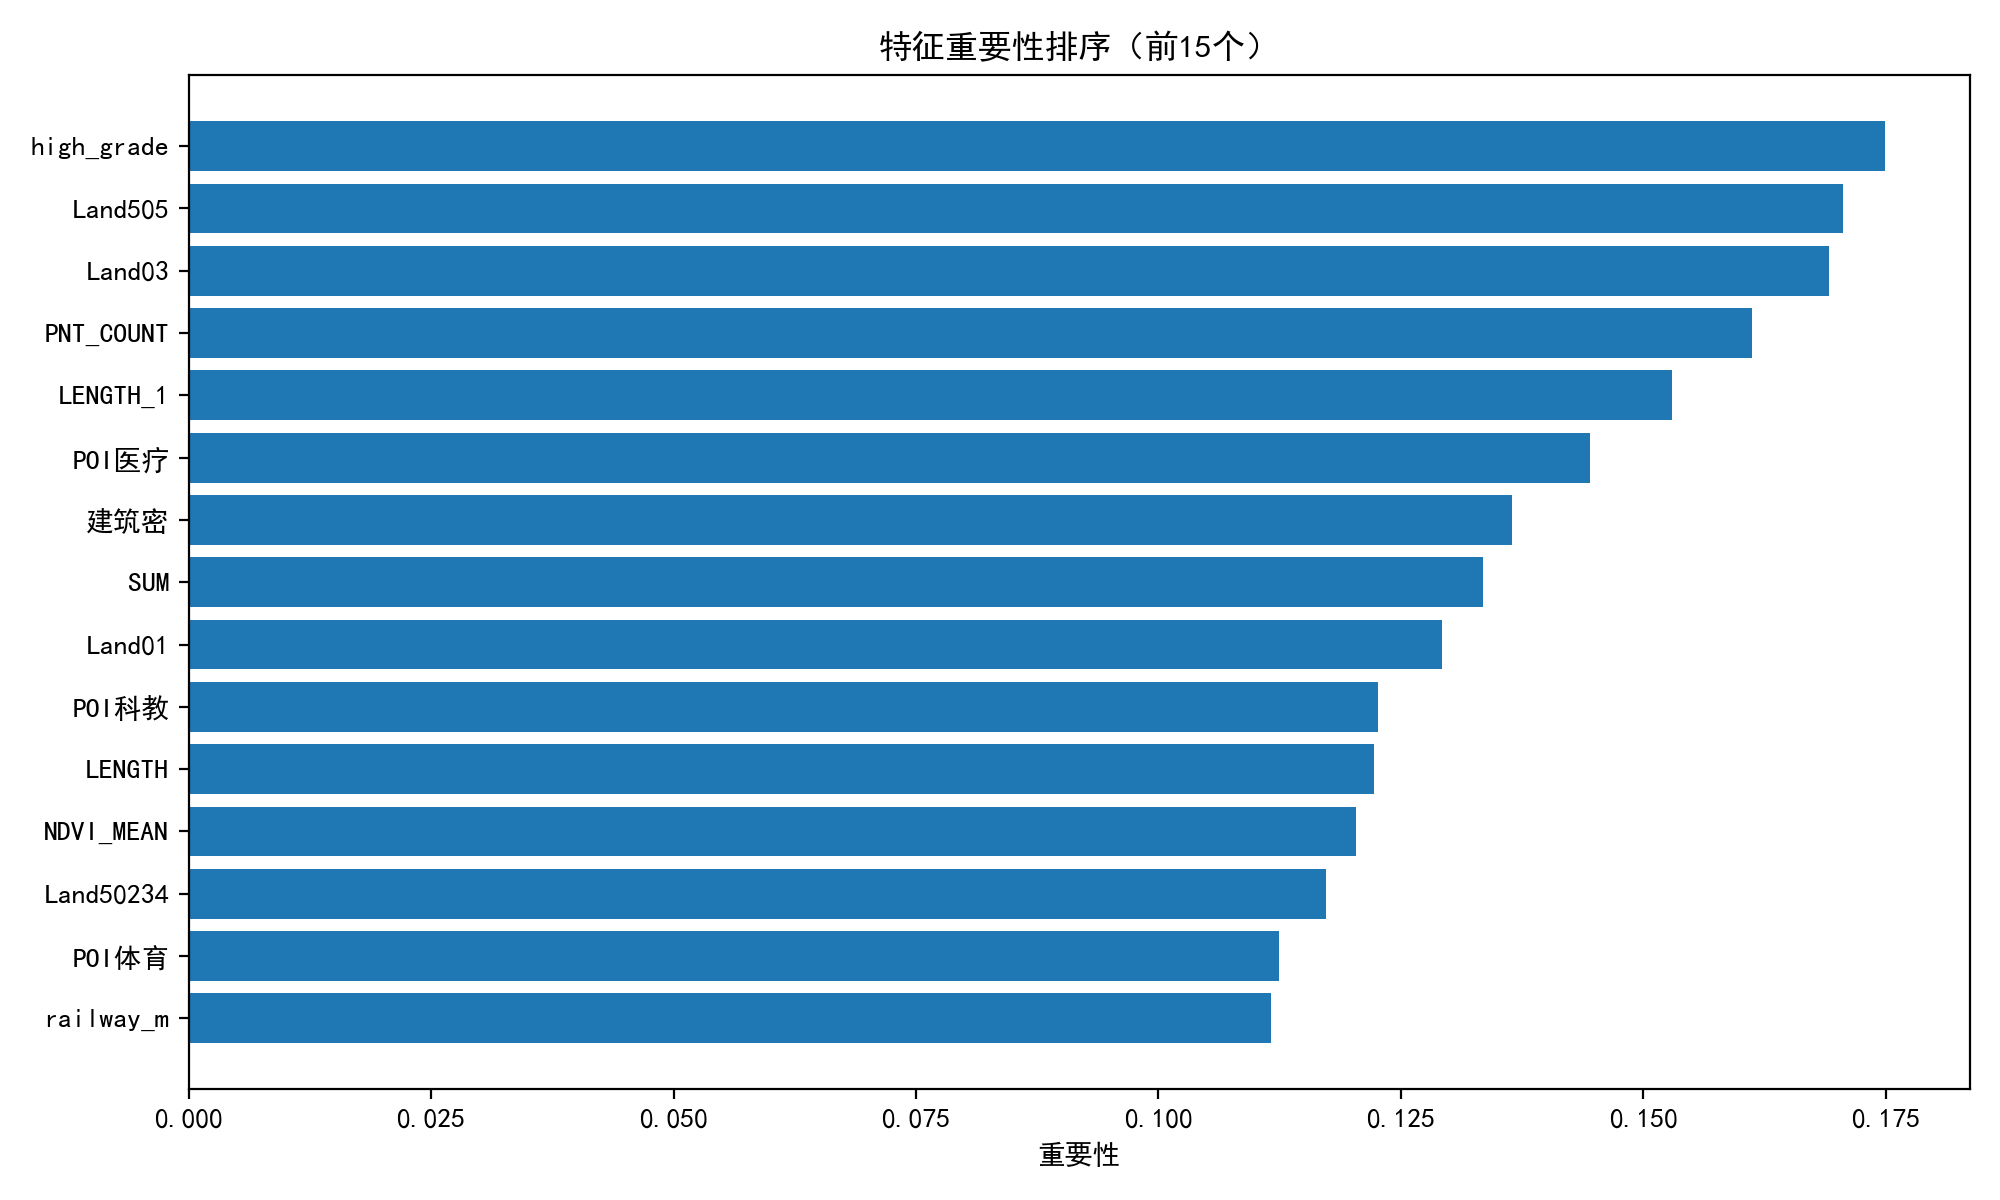 特征重要性排序（前15个）
high_grade
Land505
Land03
PNT_COUNT
LENGTH_1
POI医疗
建筑密
SUM
Land01
POI科教
LENGTH
NDVI_MEAN
Land50234
POI体育
railway_m
0.000 0.025 0.050 0.075 0.100 0.125 0.150 0.175
重要性